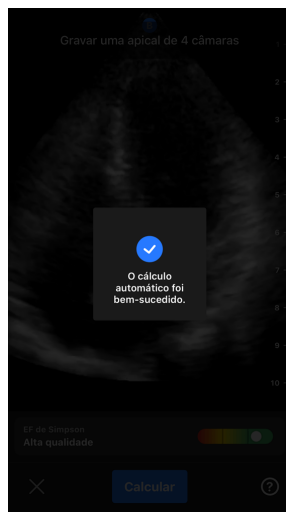 Gravar uma apical de 4 câmaras
2
3
4
5
6
7
8
9
10
O cálculo
automático foi
bem-sucedido.
EF de Simpson
Alta qualidade
Calcular
?